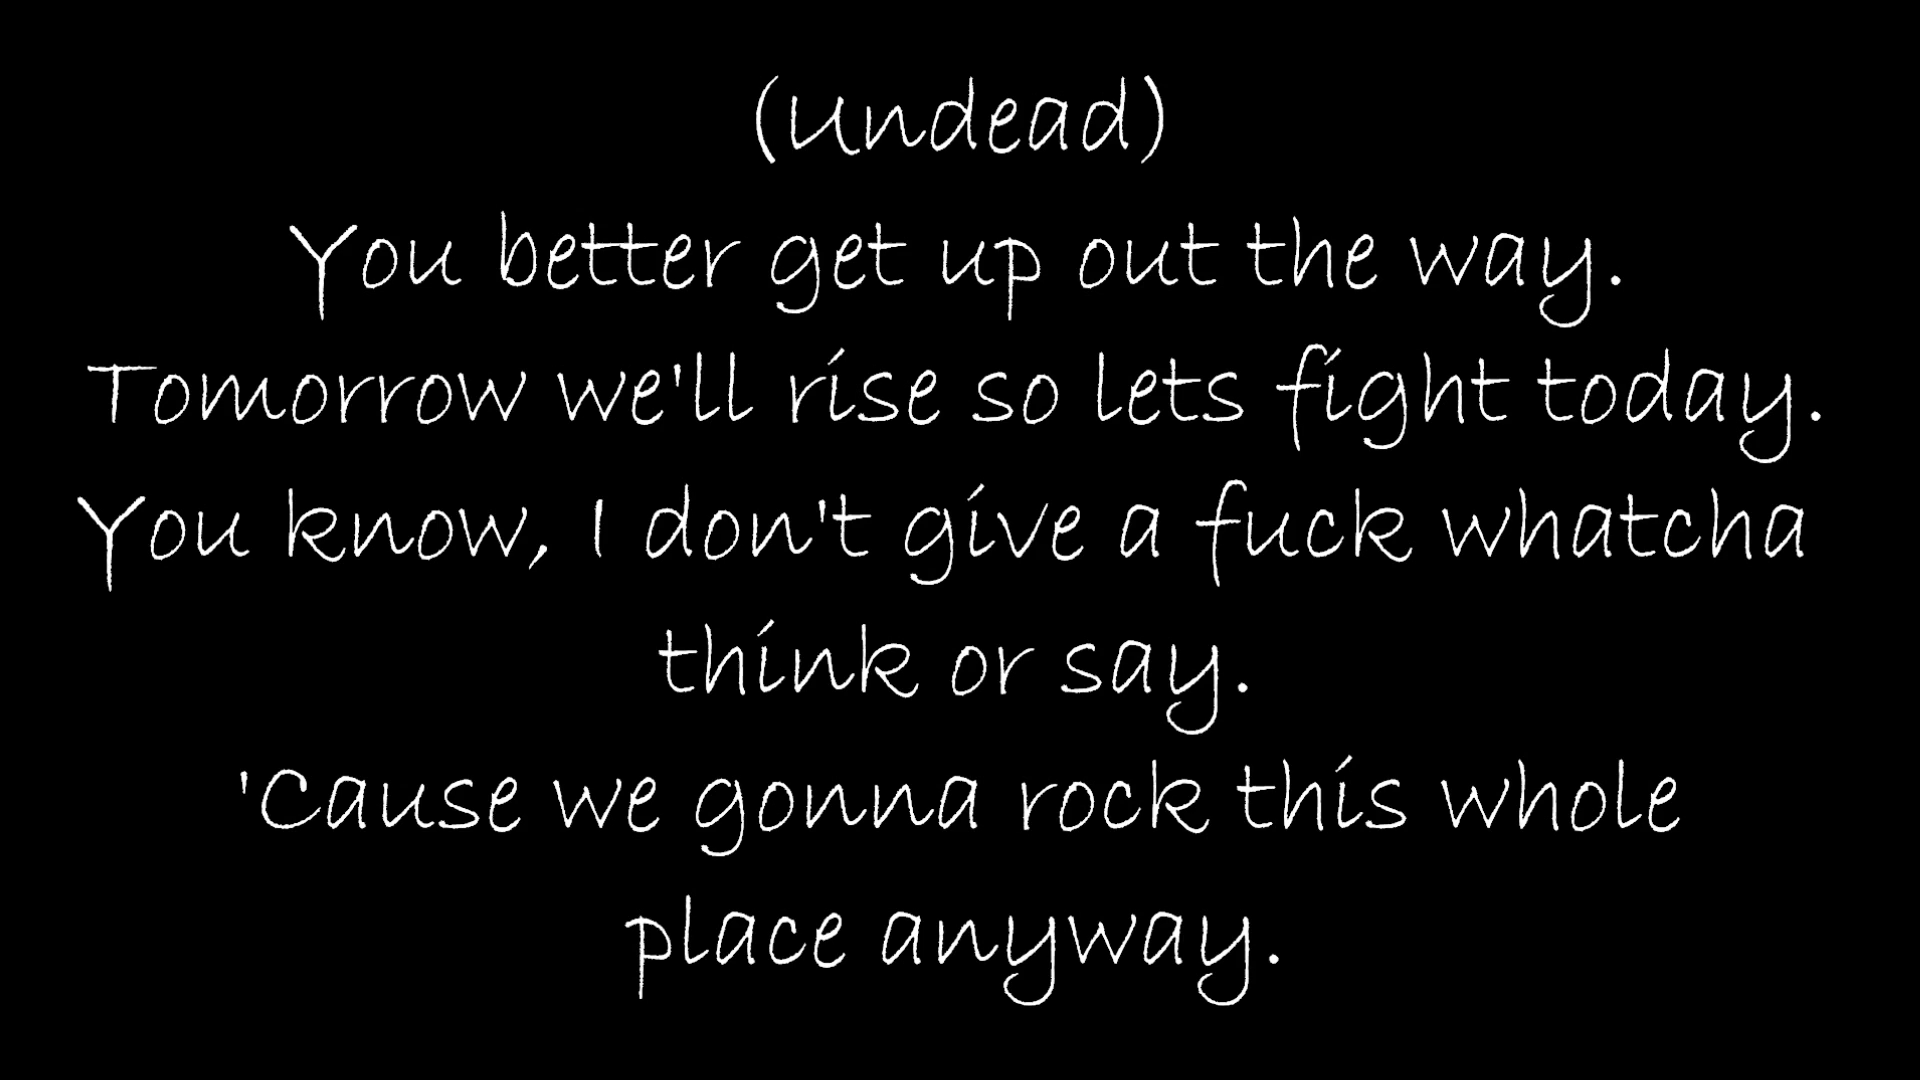 (Undead)
You better get up out the way.
Tomorrow we'll rise so lets fight today.
You know, I don't give a fuck whatcha
think or say.
'Cause we gonna rock this whole
place anyway.